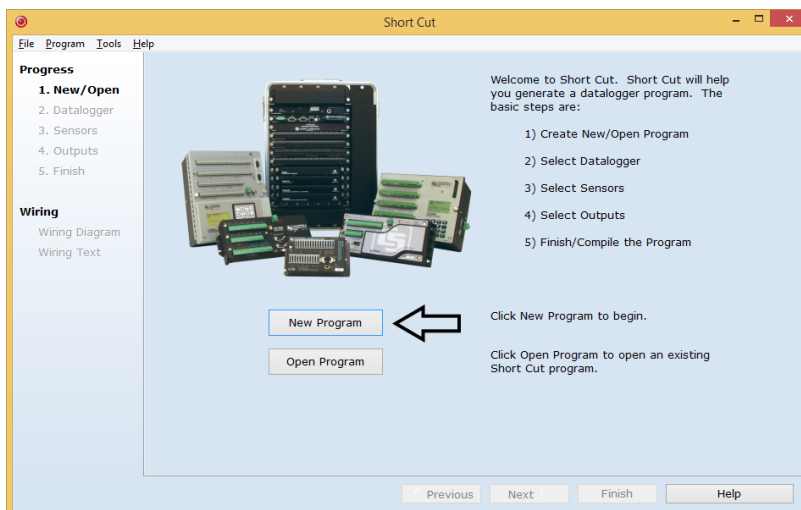 Short Cut
File Program Tools Help
Progress
1. New/Open
2. Datalogger
3. Sensors
4. Outputs
5. Finish
Wiring
Wiring Diagram
Wiring Text
Welcome to Short Cut. Short Cut will help
you generate a datalogger program. The
basic steps are:
1) Create New/Open Program
2) Select Datalogger
3) Select Sensors
4) Select Outputs
5) Finish/Compile the Program
New Program
Click New Program to begin.
Open Program
Click Open Program to open an existing
Short Cut program.
Previous Next Finish Help